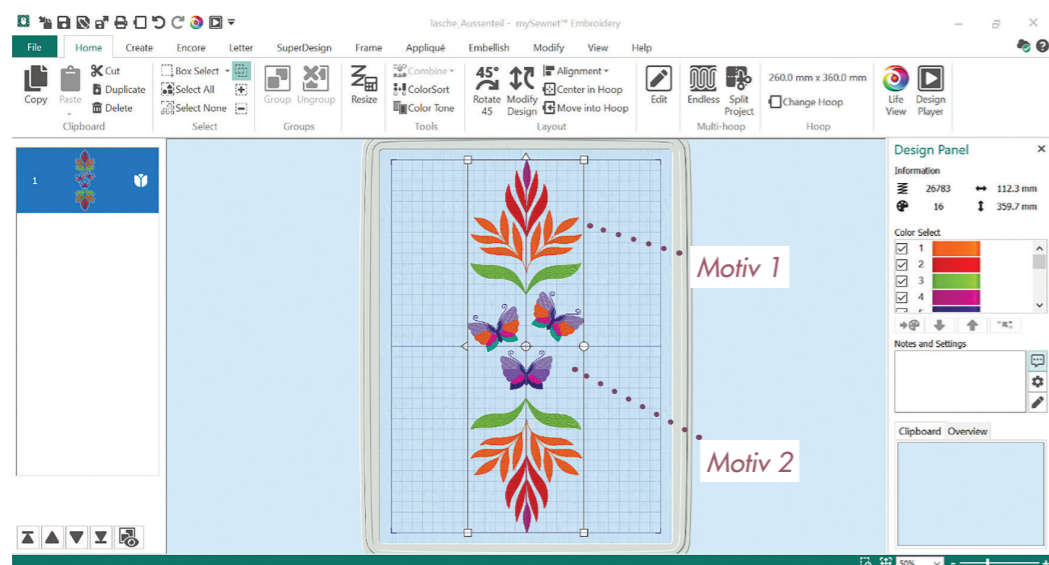 Tasche_Aussenteil - mySewnet™ Embroidery
File Home Create Encore Letter SuperDesign Frame Appliqué Embellish Modify View Help
Copy
Paste
Cut
Duplicate
Delete
Clipboard
Box Select
Select All
Select None
Select
Group
Ungroup
Groups
Resize
Combine
ColorSort
Color Tone
Tools
45°
Rotate
45
Modify
Design
Alignment
Center in Hoop
Move into Hoop
Layout
Edit
Endless
Split
Project
Multi-hoop
260.0 mm x 360.0 mm
Change Hoop
Hoop
Life
View
Design
Player
1
Motiv 1
Motiv 2
Design Panel
Information
26783 112.3 mm
16 359.7 mm
Color Select
1
2
3
4
Notes and Settings
Clipboard Overview
50%